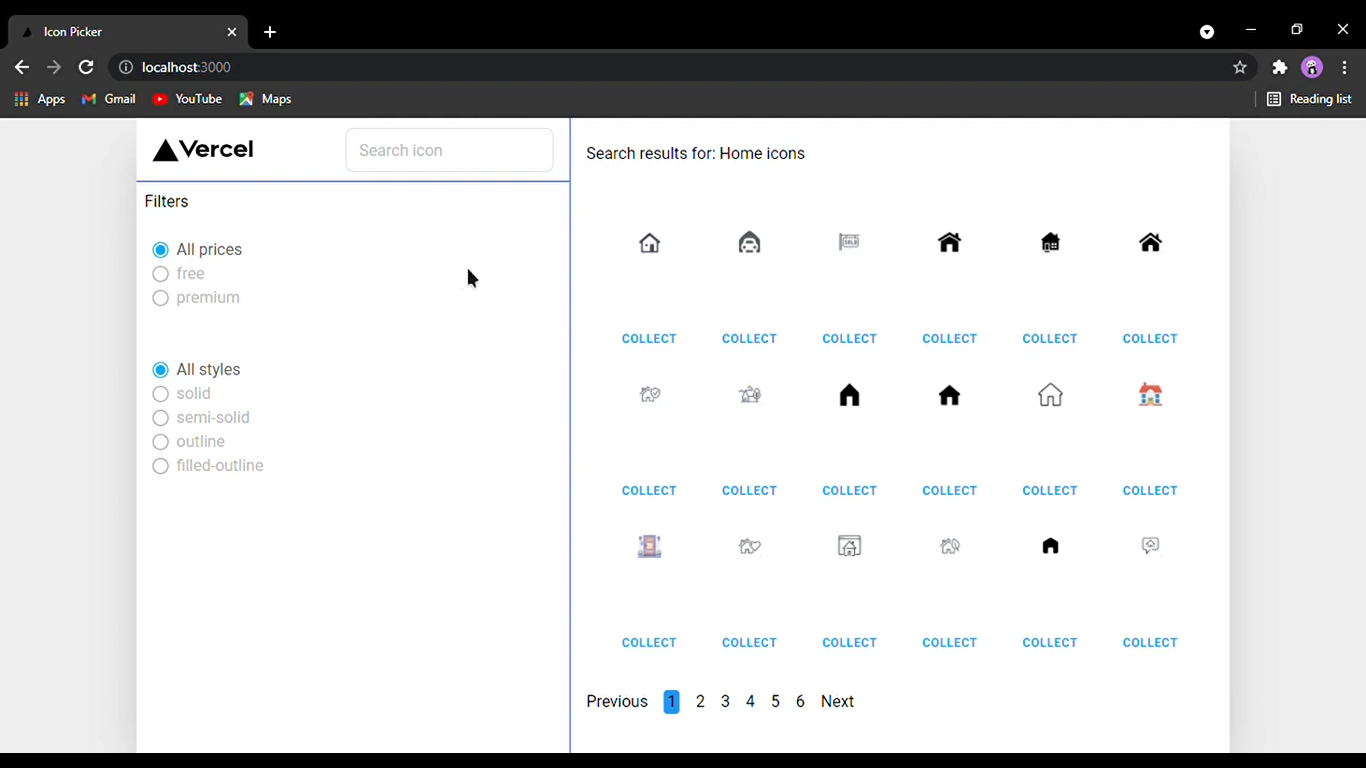 Icon Picker
localhost:3000
Apps Gmail YouTube Maps Reading list
Vercel
Search icon
Filters
All prices
free
premium
All styles
solid
semi-solid
outline
filled-outline
Search results for: Home icons
SOLD
COLLECT COLLECT COLLECT COLLECT COLLECT COLLECT
COLLECT COLLECT COLLECT COLLECT COLLECT COLLECT
COLLECT COLLECT COLLECT COLLECT COLLECT COLLECT
Previous 1 2 3 4 5 6 Next